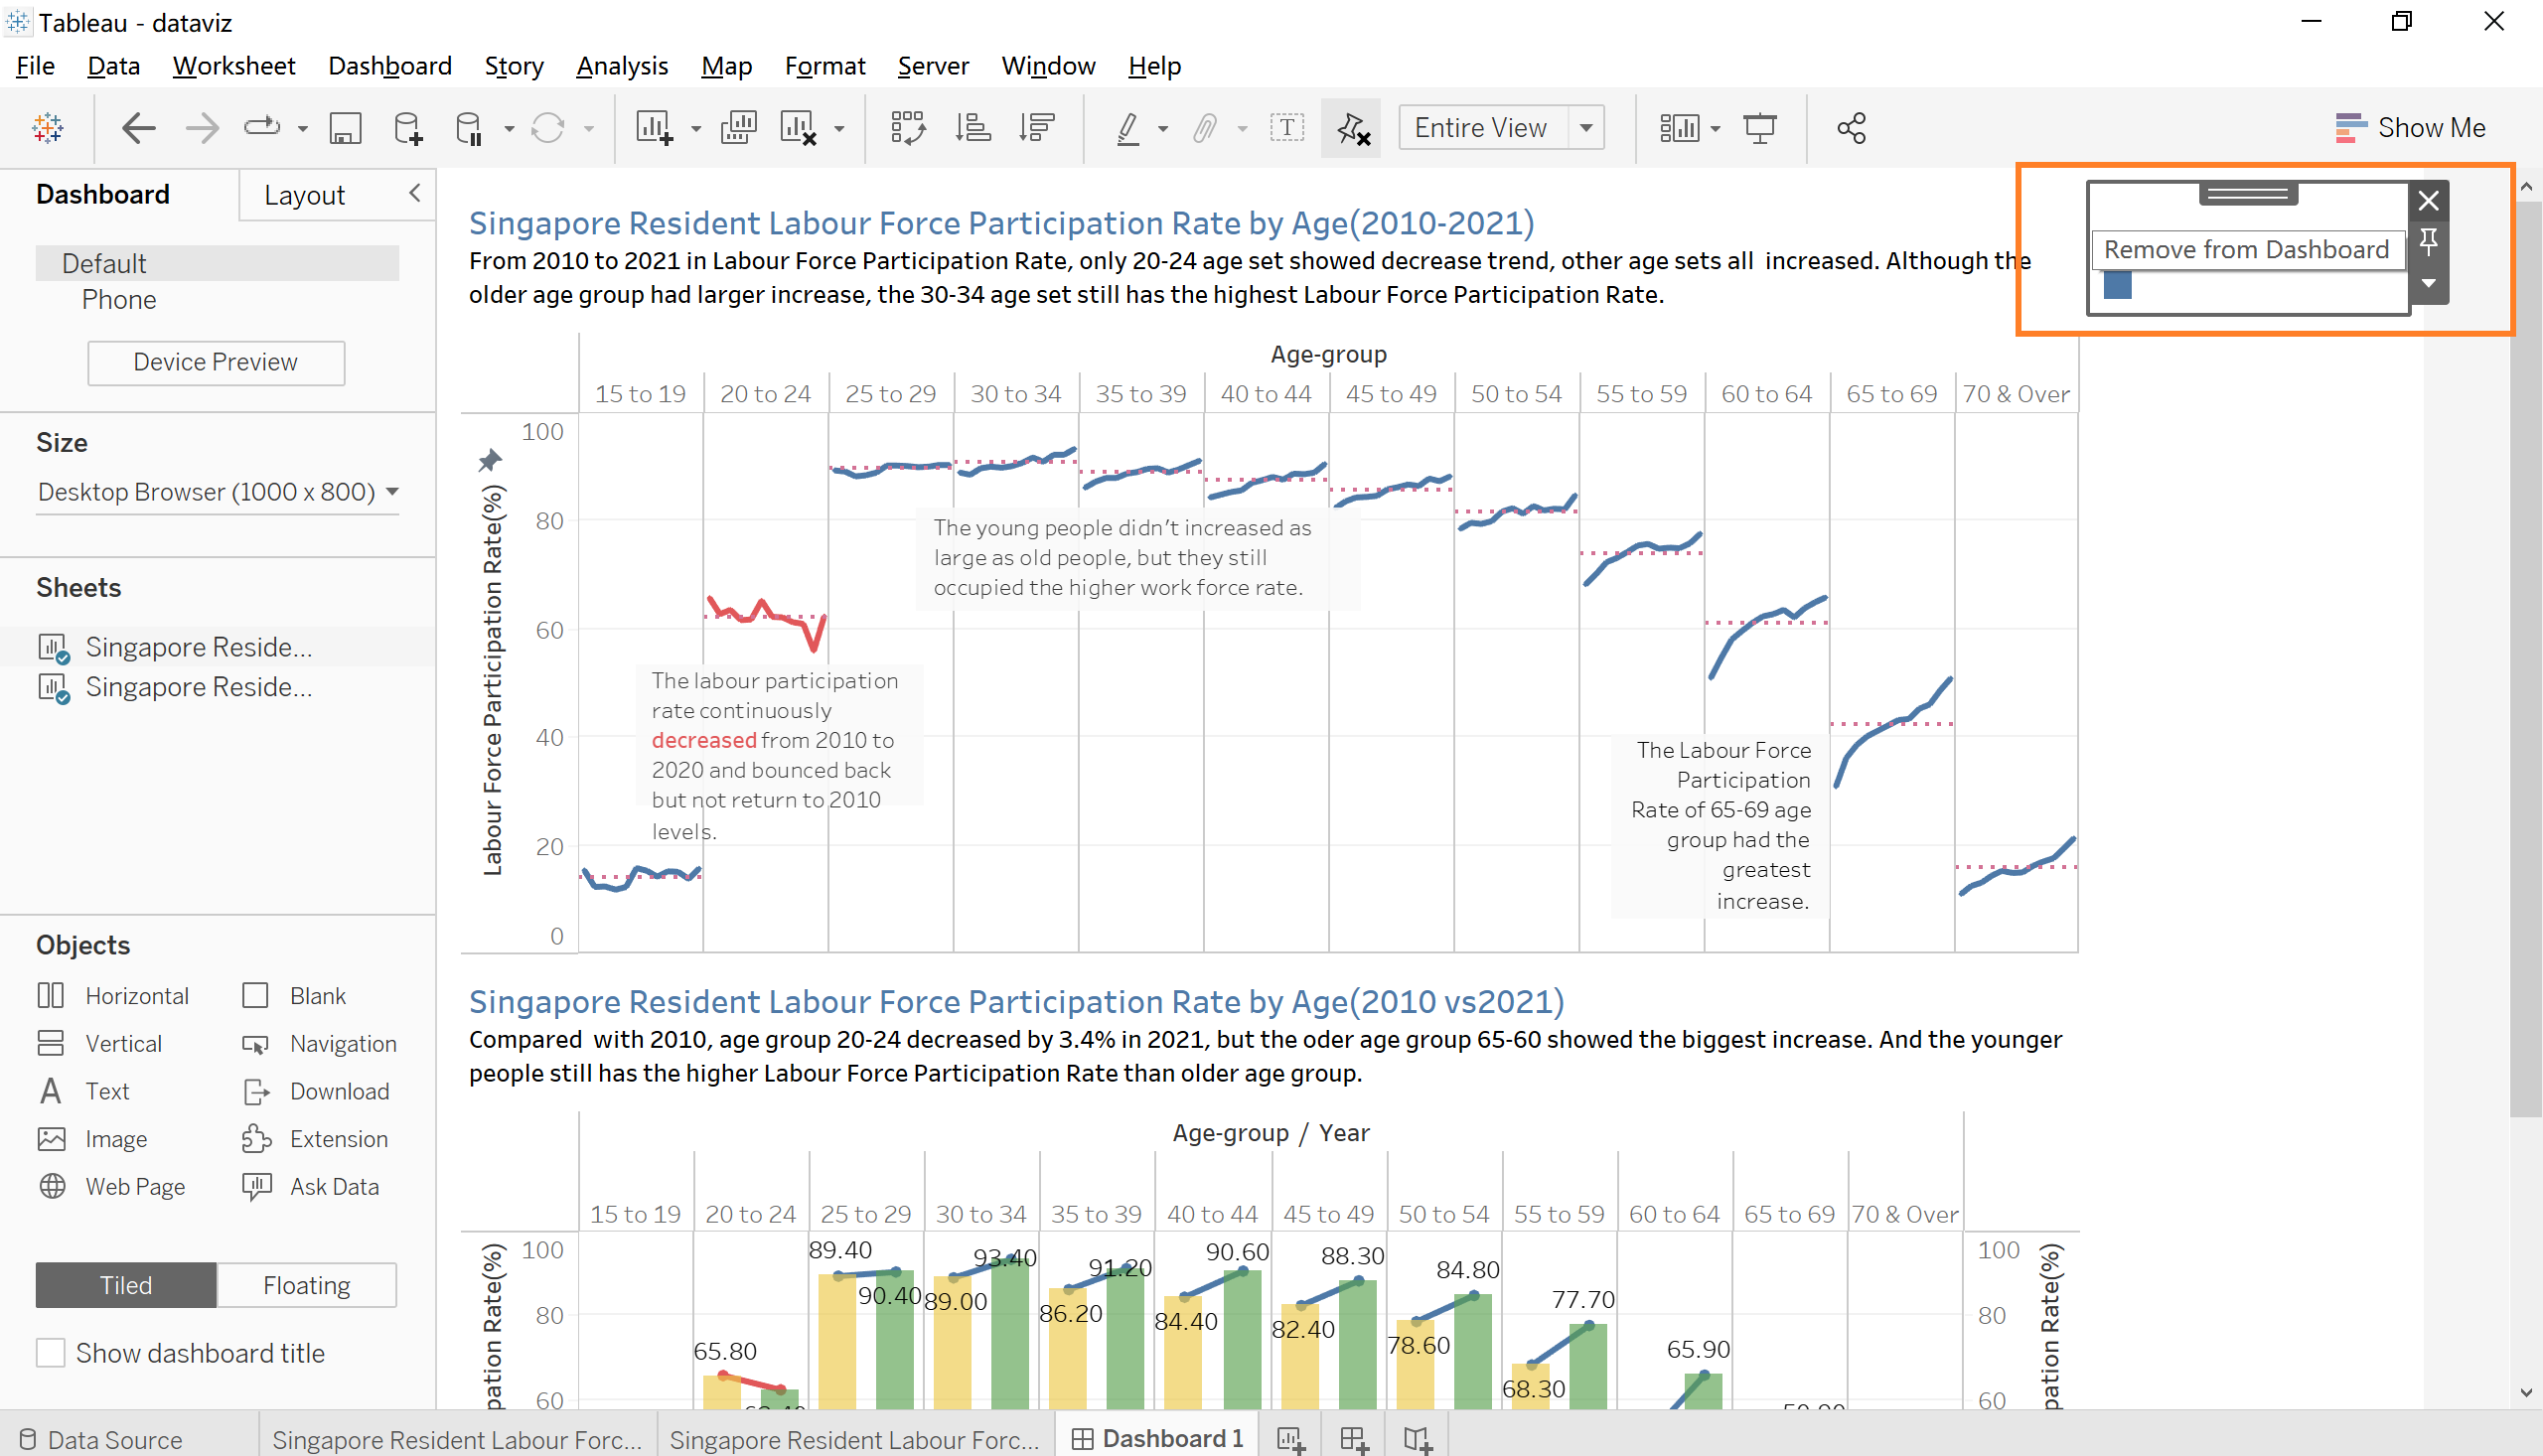 Tableau - dataviz
File Data Worksheet Dashboard Story Analysis Map Format Server Window Help
Entire View
Show Me
Dashboard
Layout
Default
Phone
Device Preview
Size
Desktop Browser (1000 x 800)
Sheets
Singapore Reside...
Singapore Reside...
Objects
Horizontal
Blank
Vertical
Navigation
Text
Download
Image
Extension
Web Page
Ask Data
Tiled
Floating
Show dashboard title
Singapore Resident Labour Force Participation Rate by Age(2010-2021)
From 2010 to 2021 in Labour Force Participation Rate, only 20-24 age set showed decrease trend, other age sets all increased. Although the
older age group had larger increase, the 30-34 age set still has the highest Labour Force Participation Rate.
Remove from Dashboard
Age-group
15 to 19 20 to 24 25 to 29 30 to 34 35 to 39 40 to 44 45 to 49 50 to 54 55 to 59 60 to 64 65 to 69 70 & Over
Labour Force Participation Rate(%)
100
80
60
40
20
0
The young people didn't increased as
large as old people, but they still
occupied the higher work force rate.
The labour participation
rate continuously
decreased from 2010 to
2020 and bounced back
but not return to 2010
levels.
The Labour Force
Participation
Rate of 65-69 age
group had the
greatest
increase.
Singapore Resident Labour Force Participation Rate by Age(2010 vs2021)
Compared with 2010, age group 20-24 decreased by 3.4% in 2021, but the oder age group 65-60 showed the biggest increase. And the younger
people still has the higher Labour Force Participation Rate than older age group.
Age-group / Year
15 to 19 20 to 24 25 to 29 30 to 34 35 to 39 40 to 44 45 to 49 50 to 54 55 to 59 60 to 64 65 to 69 70 & Over
pation Rate(%)
100
80
60
65.80
89.40
90.40
89.00
93.40
86.20
91.20
84.40
90.60
82.40
88.30
78.60
84.80
68.30
77.70
65.90
100
80
60
pation Rate(%)
Data Source
Singapore Resident Labour Forc...
Singapore Resident Labour Forc...
Dashboard 1